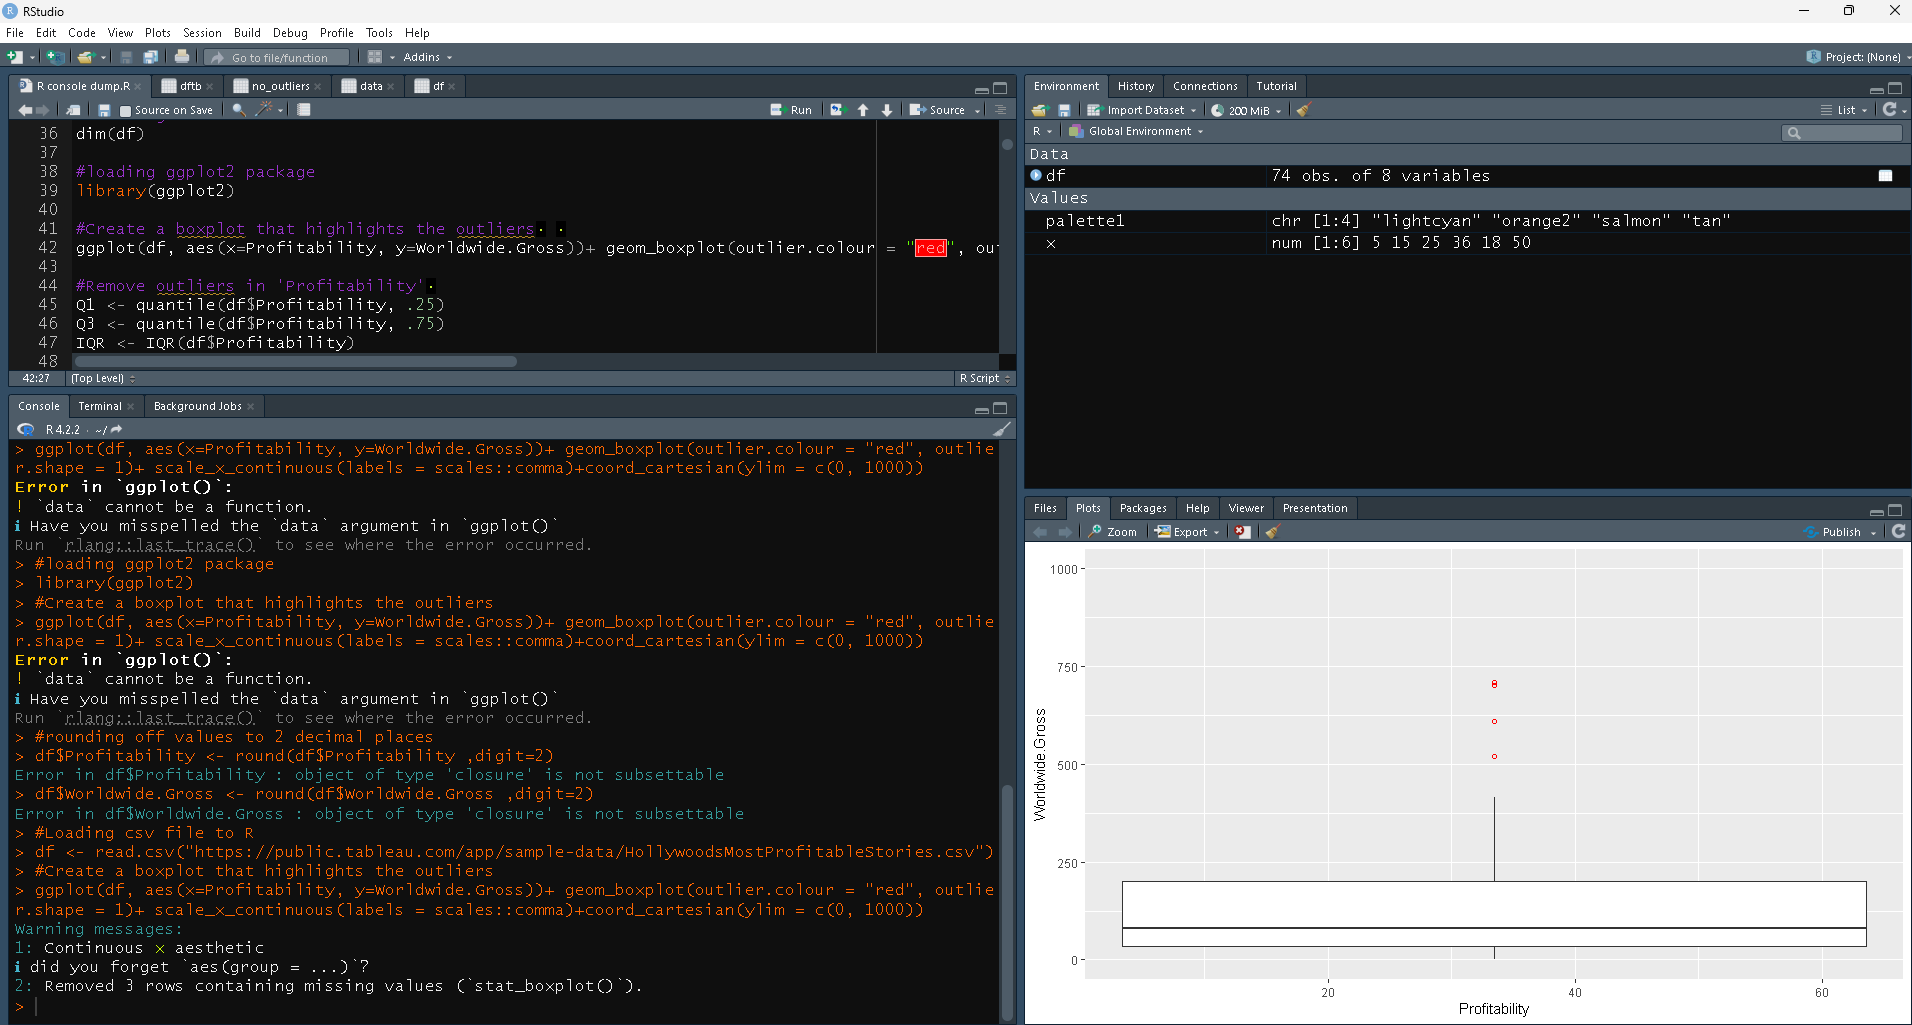 RStudio
File Edit Code View Plots Session Build Debug Profile Tools Help
Go to file/function Addins Project: (None)
R console dump.R dftb no_outliers data df
Source on Save Run Source
36 dim(df)
37
38 #loading ggplot2 package
39 library(ggplot2)
40
41 #Create a boxplot that highlights the outliers
42 ggplot(df, aes(x=Profitability, y=Worldwide.Gross))+ geom_boxplot(outlier.colour = "red", ou
43
44 #Remove outliers in 'Profitability'
45 Q1 <- quantile(df$Profitability, .25)
46 Q3 <- quantile(df$Profitability, .75)
47 IQR <- IQR(df$Profitability)
48
42:27 (Top Level) R Script
Console Terminal Background Jobs
R 4.2.2 · ~/
> ggplot(df, aes(x=Profitability, y=Worldwide.Gross))+ geom_boxplot(outlier.colour = "red", outlie
r.shape = 1)+ scale_x_continuous(labels = scales::comma)+coord_cartesian(ylim = c(0, 1000))
Error in `ggplot()`:
! `data` cannot be a function.
ℹ Have you misspelled the `data` argument in `ggplot()`
Run `rlang::last_trace()` to see where the error occurred.
> #loading ggplot2 package
> library(ggplot2)
> #Create a boxplot that highlights the outliers
> ggplot(df, aes(x=Profitability, y=Worldwide.Gross))+ geom_boxplot(outlier.colour = "red", outlie
r.shape = 1)+ scale_x_continuous(labels = scales::comma)+coord_cartesian(ylim = c(0, 1000))
Error in `ggplot()`:
! `data` cannot be a function.
ℹ Have you misspelled the `data` argument in `ggplot()`
Run `rlang::last_trace()` to see where the error occurred.
> #rounding off values to 2 decimal places
> df$Profitability <- round(df$Profitability ,digit=2)
Error in df$Profitability : object of type 'closure' is not subsettable
> df$Worldwide.Gross <- round(df$Worldwide.Gross ,digit=2)
Error in df$Worldwide.Gross : object of type 'closure' is not subsettable
> #Loading csv file to R
> df <- read.csv("https://public.tableau.com/app/sample-data/HollywoodsMostProfitableStories.csv")
> #Create a boxplot that highlights the outliers
> ggplot(df, aes(x=Profitability, y=Worldwide.Gross))+ geom_boxplot(outlier.colour = "red", outlie
r.shape = 1)+ scale_x_continuous(labels = scales::comma)+coord_cartesian(ylim = c(0, 1000))
Warning messages:
1: Continuous x aesthetic
ℹ did you forget `aes(group = ...)`?
2: Removed 3 rows containing missing values (`stat_boxplot()`).
>
Environment History Connections Tutorial
Import Dataset 200 MiB List
R Global Environment
Data
df 74 obs. of 8 variables
Values
palette1 chr [1:4] "lightcyan" "orange2" "salmon" "tan"
x num [1:6] 5 15 25 36 18 50
Files Plots Packages Help Viewer Presentation
Zoom Export Publish
1000
750
500
250
0
Worldwide.Gross
20 40 60
Profitability